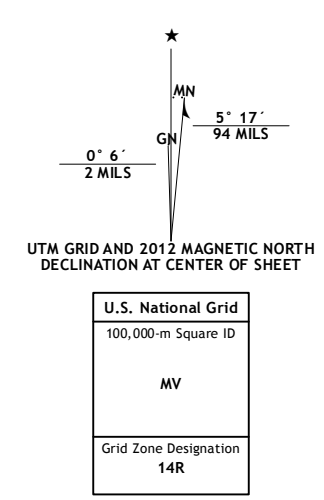 ★
MN
GN
5° 17´
94 MILS
0° 6´
2 MILS
UTM GRID AND 2012 MAGNETIC NORTH
DECLINATION AT CENTER OF SHEET
U.S. National Grid
100,000-m Square ID
MV
Grid Zone Designation
14R